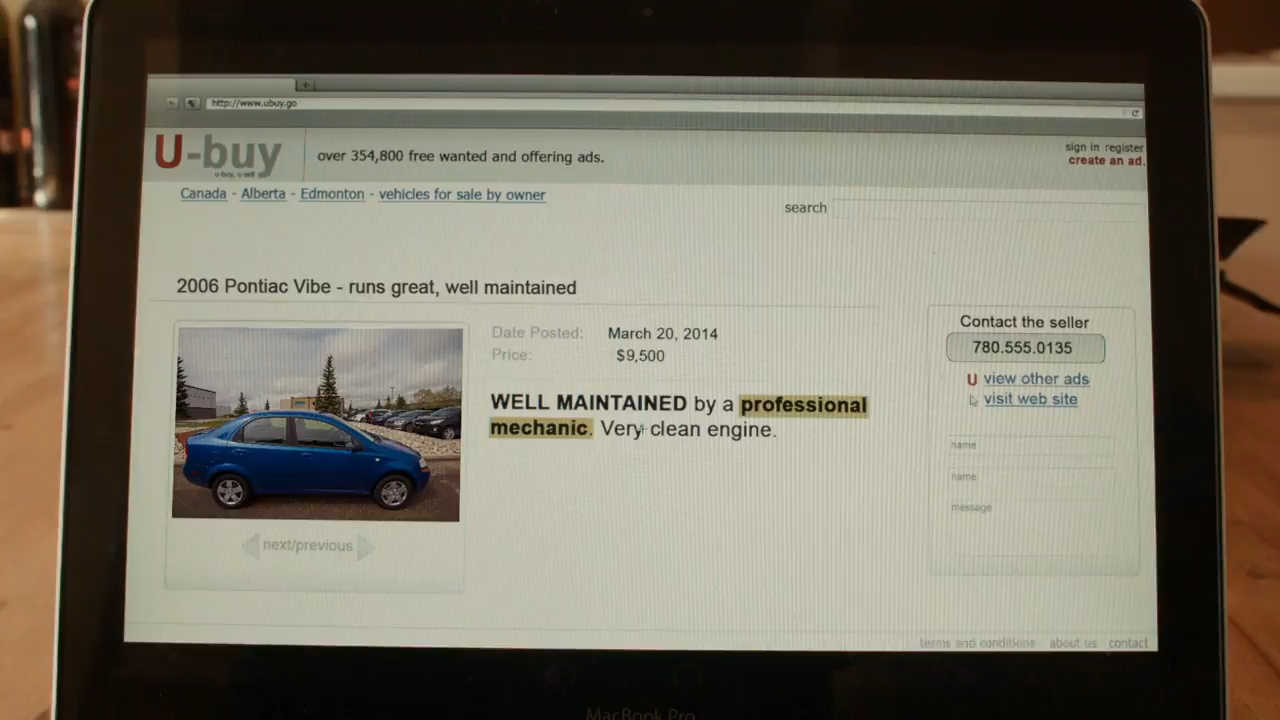 http://www.ubuy.go
U-buy
u-buy, u-sell
over 354,800 free wanted and offering ads.
sign in register
create an ad.
Canada - Alberta - Edmonton - vehicles for sale by owner
search
2006 Pontiac Vibe - runs great, well maintained
Date Posted: March 20, 2014
Price: $9,500
WELL MAINTAINED by a professional
mechanic. Very clean engine.
next/previous
Contact the seller
780.555.0135
U view other ads
visit web site
name
name
message
terms and conditions about us contact
MacBook Pro